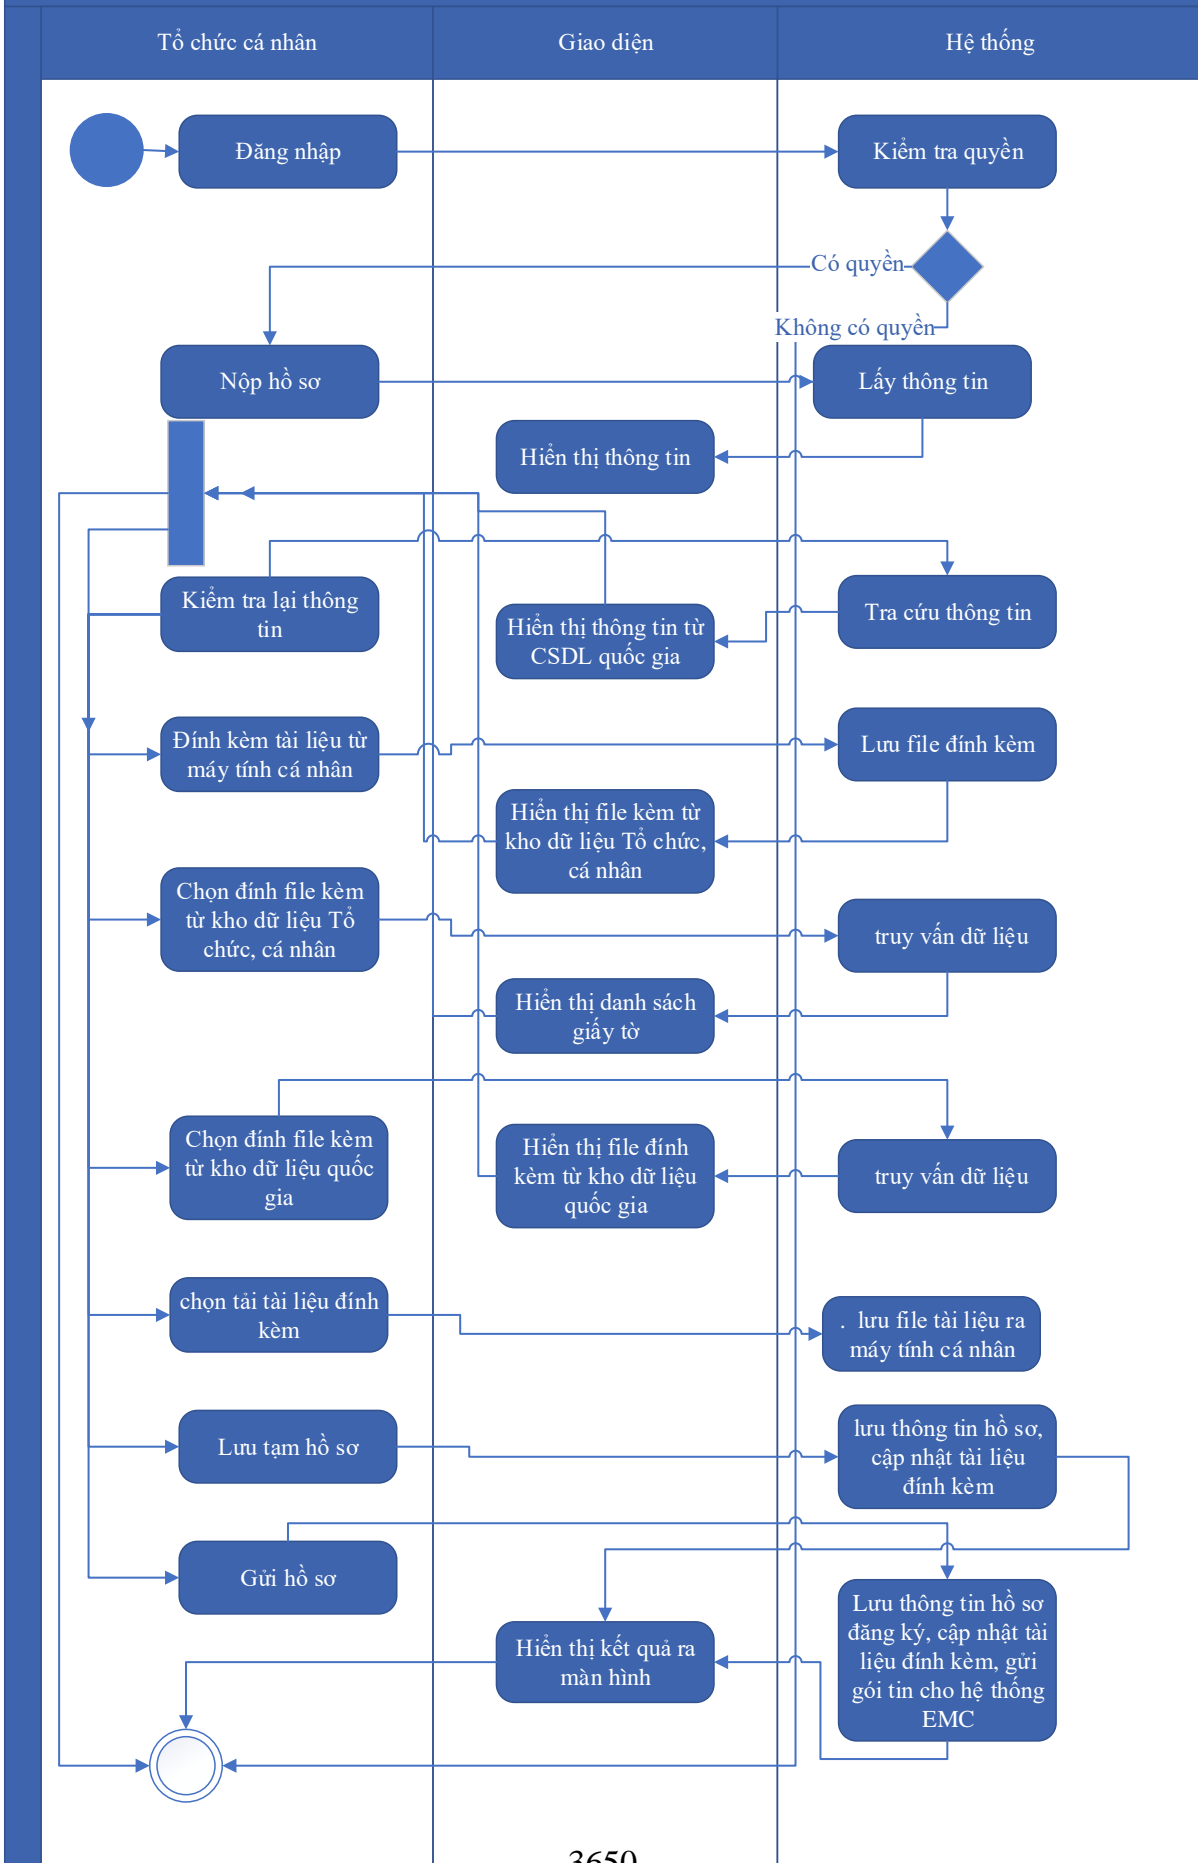 Tổ chức cá nhân
Giao diện
Hệ thống
Đăng nhập
Kiểm tra quyền
Có quyền
Không có quyền
Nộp hồ sơ
Lấy thông tin
Hiển thị thông tin
Kiểm tra lại thông
tin
Hiển thị thông tin từ
CSDL quốc gia
Tra cứu thông tin
Đính kèm tài liệu từ
máy tính cá nhân
Lưu file đính kèm
Hiển thị file kèm từ
kho dữ liệu Tổ chức,
cá nhân
Chọn đính file kèm
từ kho dữ liệu Tổ
chức, cá nhân
truy vấn dữ liệu
Hiển thị danh sách
giấy tờ
Chọn đính file kèm
từ kho dữ liệu quốc
gia
Hiển thị file đính
kèm từ kho dữ liệu
quốc gia
truy vấn dữ liệu
chọn tải tài liệu đính
kèm
. lưu file tài liệu ra
máy tính cá nhân
Lưu tạm hồ sơ
lưu thông tin hồ sơ,
cập nhật tài liệu
đính kèm
Gửi hồ sơ
Hiển thị kết quả ra
màn hình
Lưu thông tin hồ sơ
đăng ký, cập nhật tài
liệu đính kèm, gửi
gói tin cho hệ thống
EMC
3650